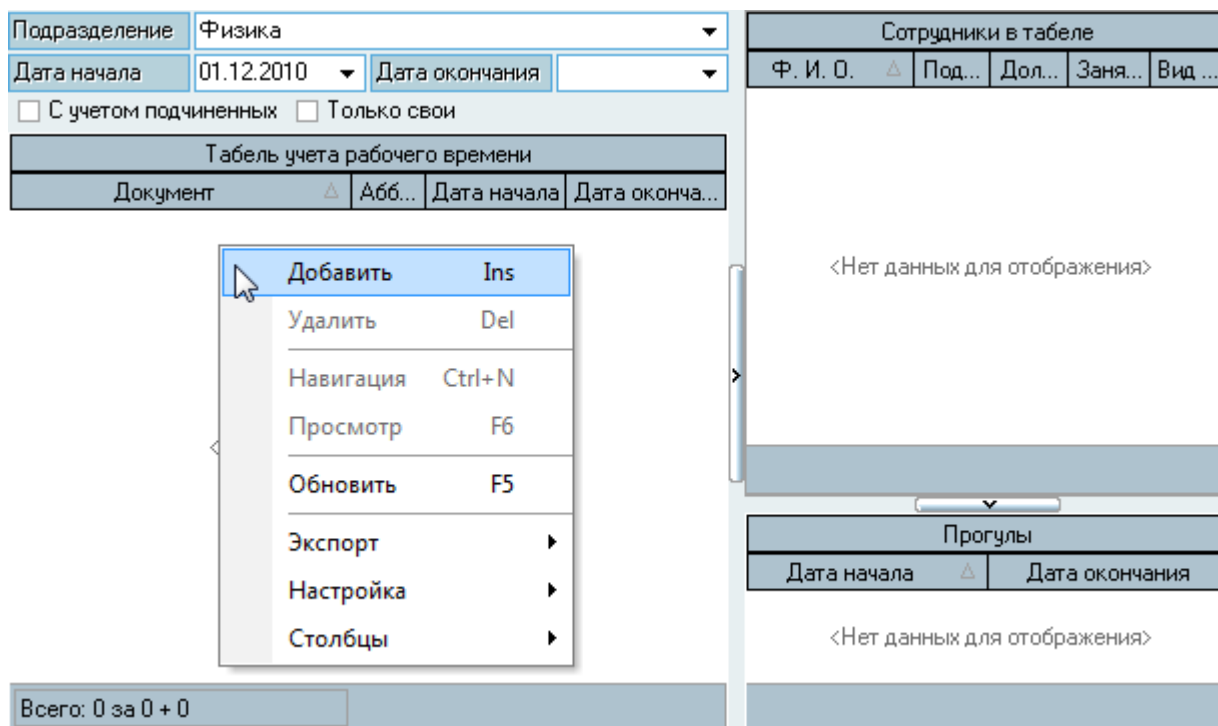 Подразделение Физика
Дата начала 01.12.2010 Дата окончания
С учетом подчиненных Только свои
Табель учета рабочего времени
Документ Абб... Дата начала Дата оконча...
Добавить Ins
Удалить Del
Навигация Ctrl+N
Просмотр F6
Обновить F5
Экспорт
Настройка
Столбцы
Всего: 0 за 0 + 0
Сотрудники в табеле
Ф. И. О. Под... Дол... Заня... Вид ...
<Нет данных для отображения>
Прогулы
Дата начала Дата окончания
<Нет данных для отображения>